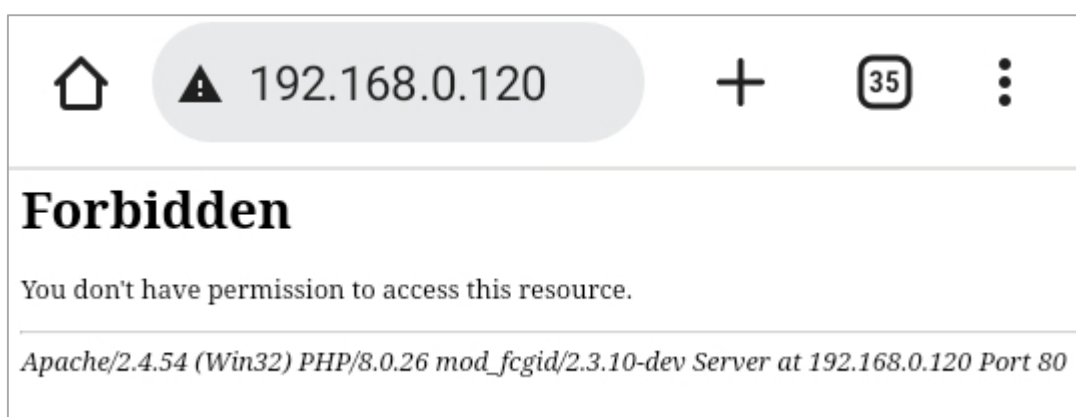 192.168.0.120
35
Forbidden
You don't have permission to access this resource.
Apache/2.4.54 (Win32) PHP/8.0.26 mod_fcgid/2.3.10-dev Server at 192.168.0.120 Port 80